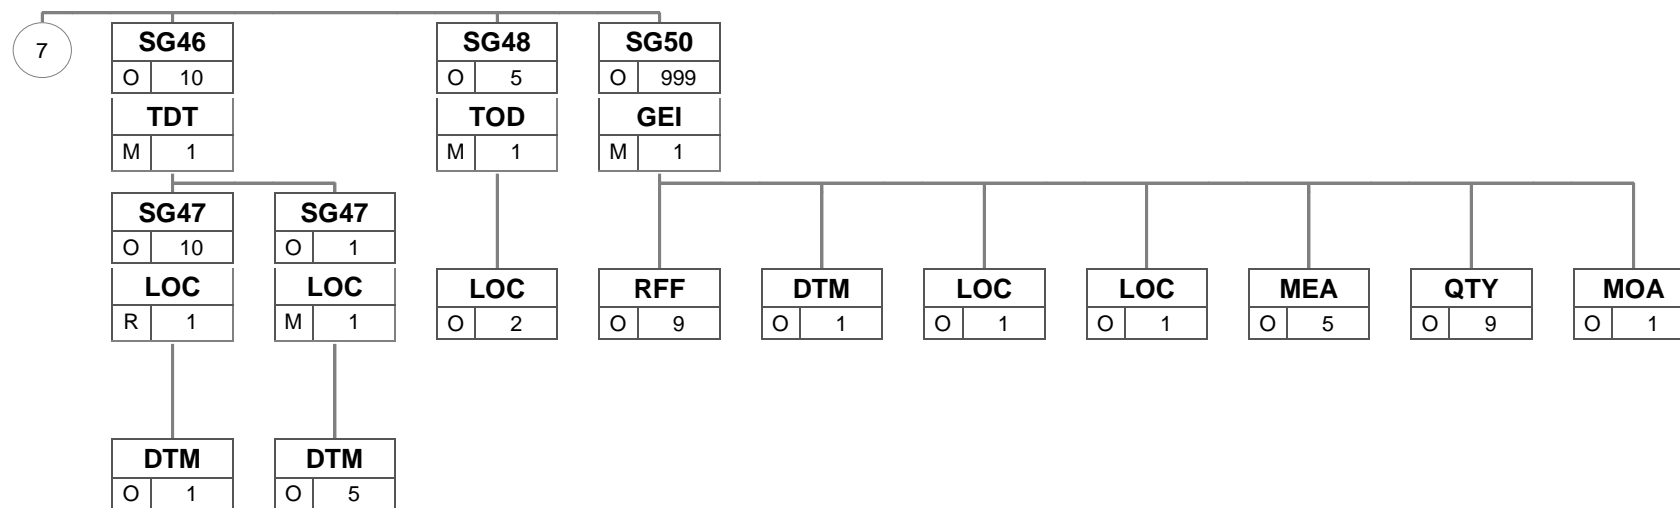 7
SG46 SG48 SG50
O 10 O 5 O 999
TDT TOD GEI
M 1 M 1 M 1
SG47 SG47
O 10 O 1
LOC LOC LOC RFF DTM LOC LOC MEA QTY MOA
R 1 M 1 O 2 O 9 O 1 O 1 O 1 O 5 O 9 O 1
DTM DTM
O 1 O 5